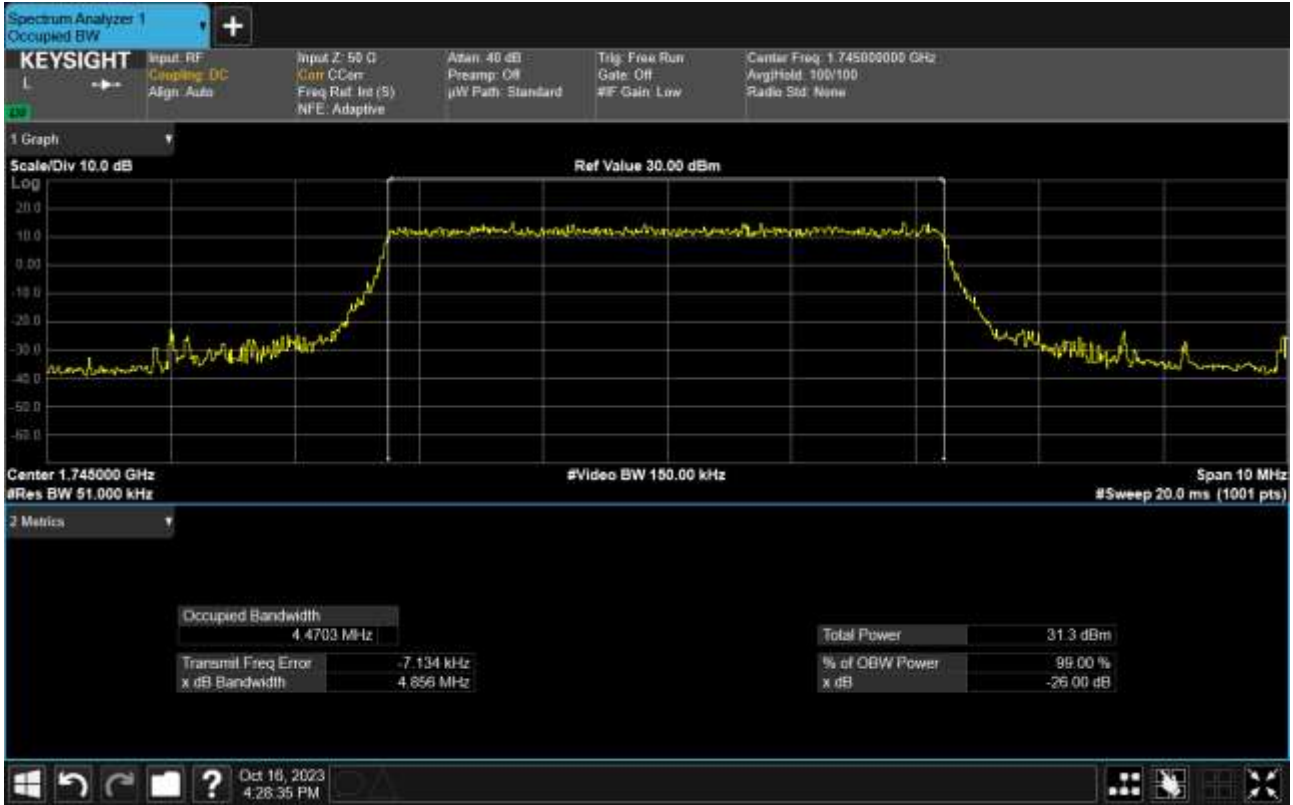 Spectrum Analyzer 1
Occupied BW
KEYSIGHT
L
Input: RF
Coupling: DC
Align: Auto
Input Z: 50 Ω
Corr CCorr
Freq Ref: Int (S)
NFE: Adaptive
Atten: 40 dB
Preamp: Off
µW Path: Standard
Trig: Free Run
Gate: Off
#IF Gain: Low
Center Freq: 1.745000000 GHz
Avg|Hold: 100/100
Radio Std: None
1 Graph
Scale/Div 10.0 dB
Ref Value 30.00 dBm
Log
20.0
10.0
0.00
-10.0
-20.0
-30.0
-40.0
-50.0
-60.0
Center 1.745000 GHz
#Video BW 150.00 kHz
Span 10 MHz
#Res BW 51.000 kHz
#Sweep 20.0 ms (1001 pts)
2 Metrics
Occupied Bandwidth
4.4703 MHz
Total Power 31.3 dBm
Transmit Freq Error -7.134 kHz
% of OBW Power 99.00 %
x dB Bandwidth 4.856 MHz
x dB -26.00 dB
?
Oct 16, 2023
4:28:35 PM